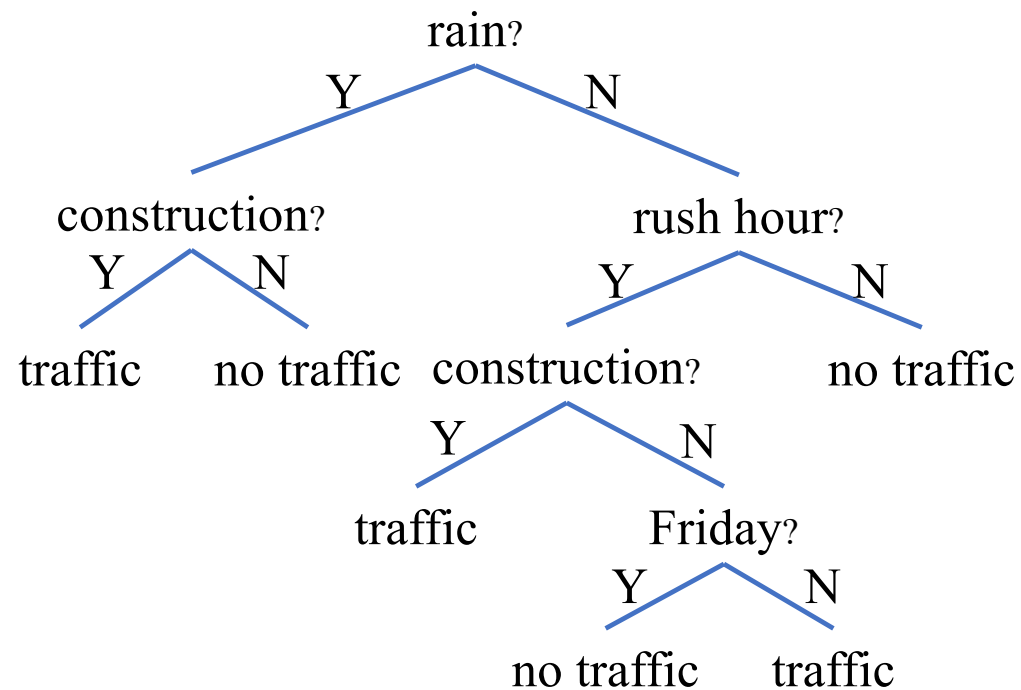 rain?
Y N
construction? rush hour?
Y N Y N
traffic no traffic construction? no traffic
Y N
traffic Friday?
Y N
no traffic traffic